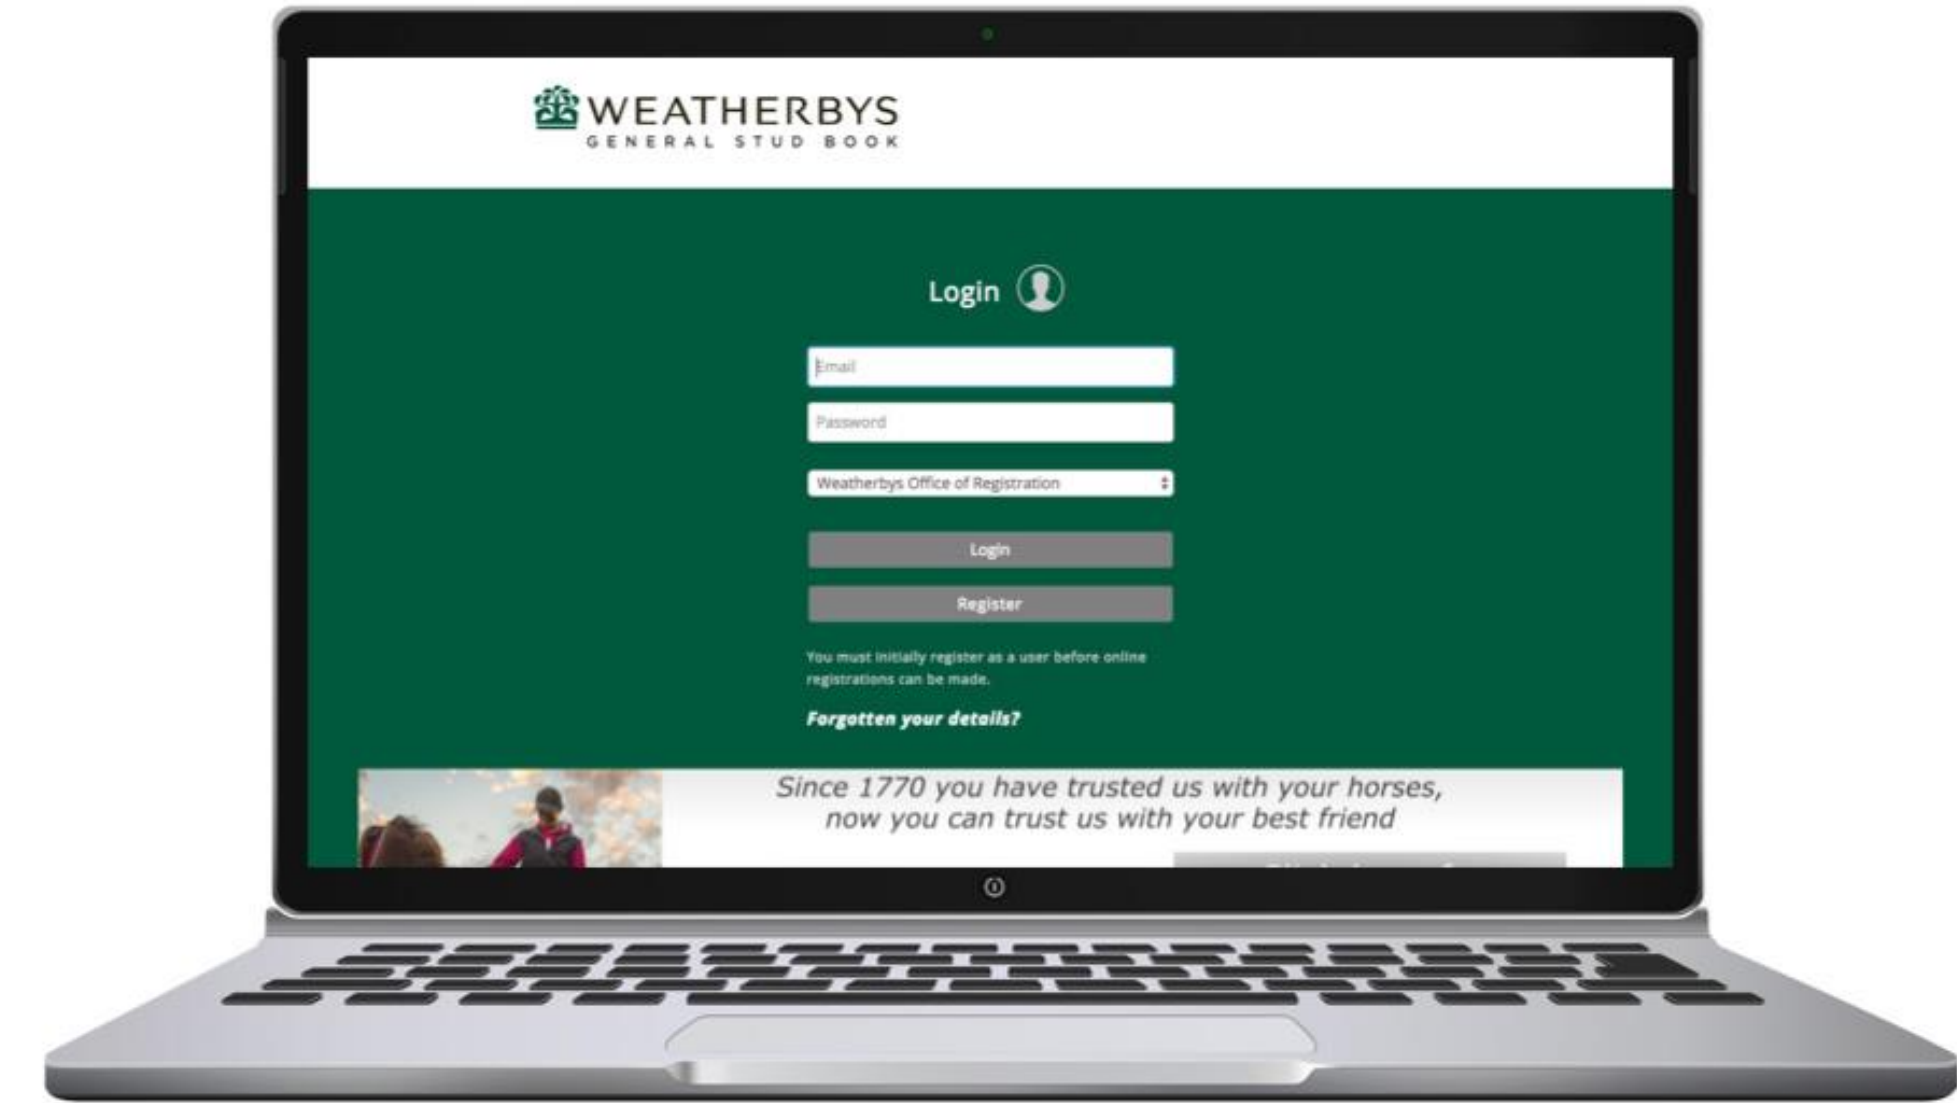 WEATHERBYS
GENERAL STUD BOOK
Login
Email
Password
Weatherbys Office of Registration
Login
Register
You must initially register as a user before online
registrations can be made.
Forgotten your details?
Since 1770 you have trusted us with your horses,
now you can trust us with your best friend